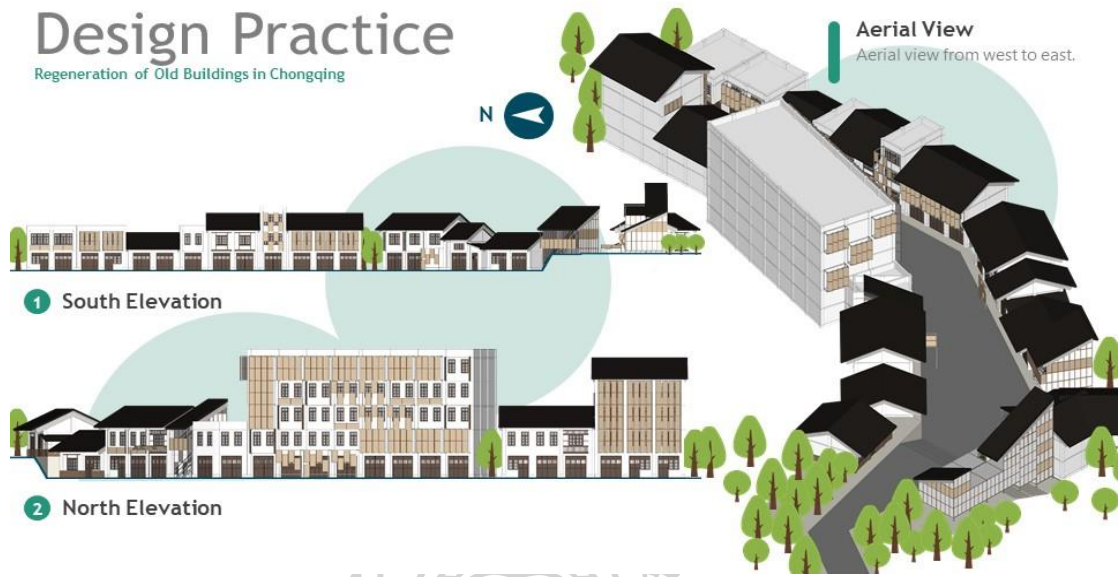 Design Practice
Regeneration of Old Buildings in Chongqing
N
Aerial View
Aerial view from west to east.
1 South Elevation
2 North Elevation